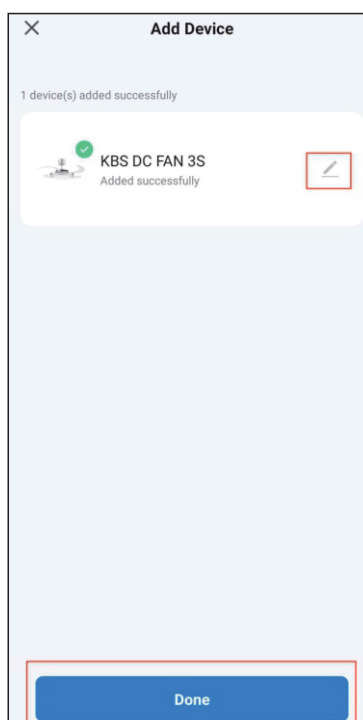 Add Device
1 device(s) added successfully
KBS DC FAN 3S
Added successfully
Done